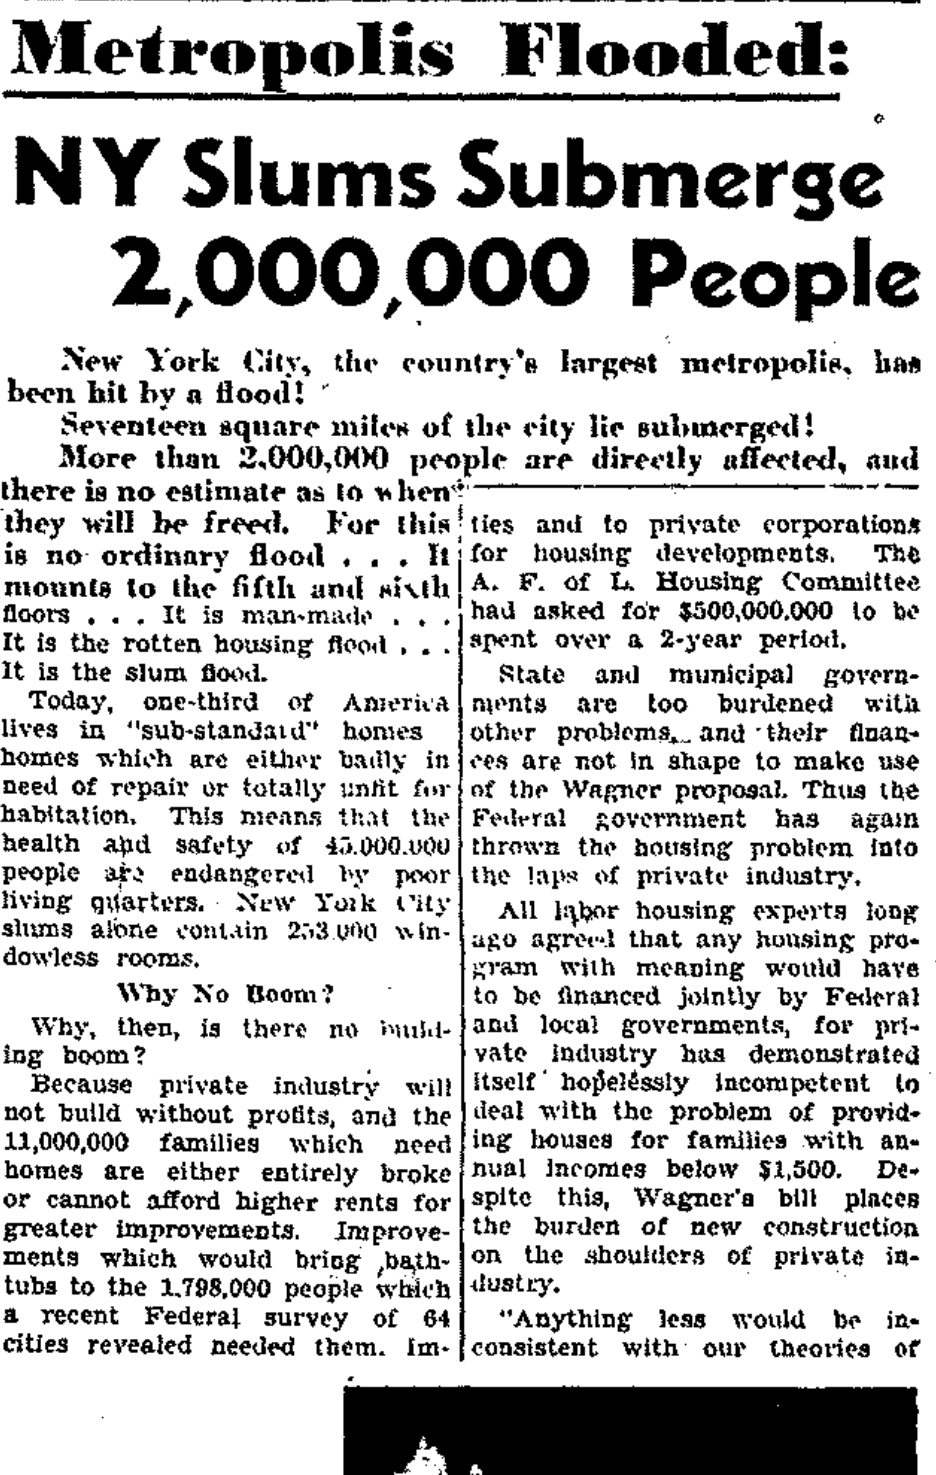 Metropolis Flooded:
NY Slums Submerge
2,000,000 People
New York City, the country's largest metropolis, has
been hit by a flood!
Seventeen square miles of the city lie submerged!
More than 2,000,000 people are directly affected, and
there is no estimate as to when
they will be freed. For this
is no ordinary flood . . . It
mounts to the fifth and sixth
floors . . . It is man-made . . .
It is the rotten housing flood . . .
It is the slum flood.
Today, one-third of America
lives in "sub-standard" homes
homes which are either badly in
need of repair or totally unfit for
habitation. This means that the
health and safety of 45,000,000
people are endangered by poor
living quarters. New York City
slums alone contain 253,000 win-
dowless rooms.
Why No Boom?
Why, then, is there no build-
ing boom?
Because private industry will
not build without profits, and the
11,000,000 families which need
homes are either entirely broke
or cannot afford higher rents for
greater improvements. Improve-
ments which would bring bath-
tubs to the 1,798,000 people which
a recent Federal survey of 64
cities revealed needed them. Im-
ties and to private corporations
for housing developments. The
A. F. of L. Housing Committee
had asked for $500,000,000 to be
spent over a 2-year period.
State and municipal govern-
ments are too burdened with
other problems, and their finan-
ces are not in shape to make use
of the Wagner proposal. Thus the
Federal government has again
thrown the housing problem into
the laps of private industry.
All labor housing experts long
ago agreed that any housing pro-
gram with meaning would have
to be financed jointly by Federal
and local governments, for pri-
vate industry has demonstrated
itself hopelessly incompetent to
deal with the problem of provid-
ing houses for families with an-
nual incomes below $1,500. De-
spite this, Wagner's bill places
the burden of new construction
on the shoulders of private in-
dustry.
"Anything less would be in-
consistent with our theories of